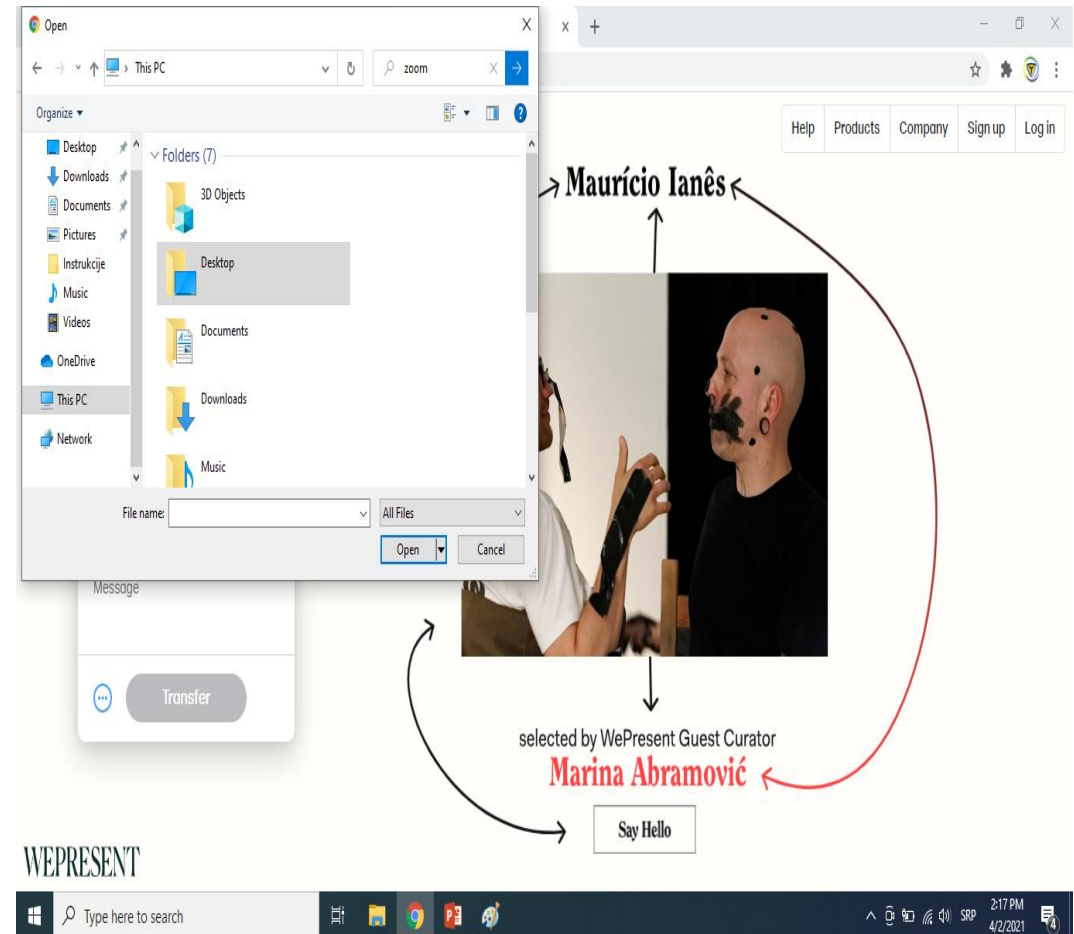 Open
This PC
zoom
Organize
Desktop
Downloads
Documents
Pictures
Instrukcije
Music
Videos
OneDrive
This PC
Network
Folders (7)
3D Objects
Desktop
Documents
Downloads
Music
File name:
All Files
Open
Cancel
Help
Products
Company
Sign up
Log in
Maurício Ianês
Message
Transfer
selected by WePresent Guest Curator
Marina Abramović
Say Hello
WEPRESENT
Type here to search
SRP
2:17 PM
4/2/2021
4